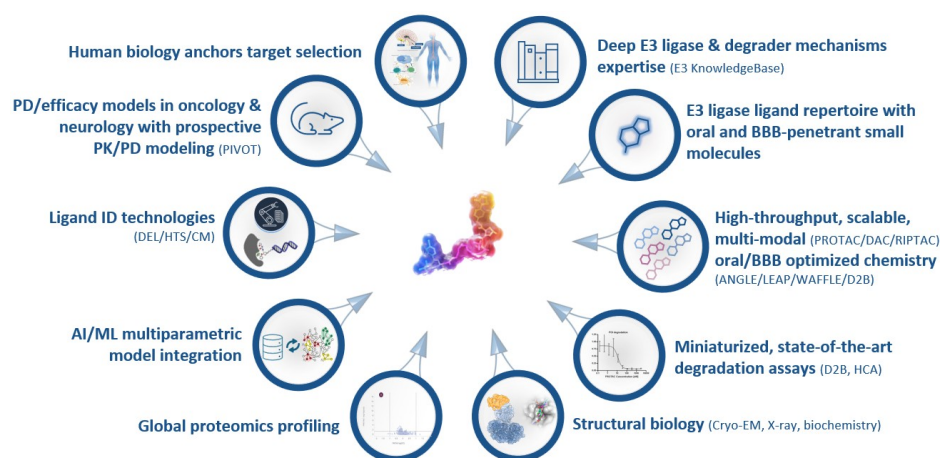 Human biology anchors target selection
Deep E3 ligase & degrader mechanisms
expertise (E3 KnowledgeBase)
PD/efficacy models in oncology &
neurology with prospective
PK/PD modeling (PIVOT)
E3 ligase ligand repertoire with
oral and BBB-penetrant small
molecules
Ligand ID technologies
(DEL/HTS/CM)
High-throughput, scalable,
multi-modal (PROTAC/DAC/RIPTAC)
oral/BBB optimized chemistry
(ANGLE/LEAP/WAFFLE/D2B)
AI/ML multiparametric
model integration
Miniaturized, state-of-the-art
degradation assays (D2B, HCA)
Global proteomics profiling
Structural biology (Cryo-EM, X-ray, biochemistry)